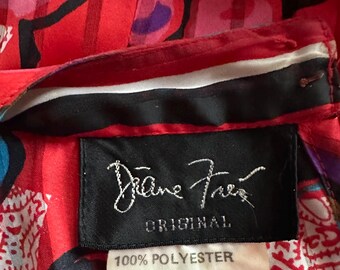 Diane Freis
ORIGINAL
100% POLYESTER